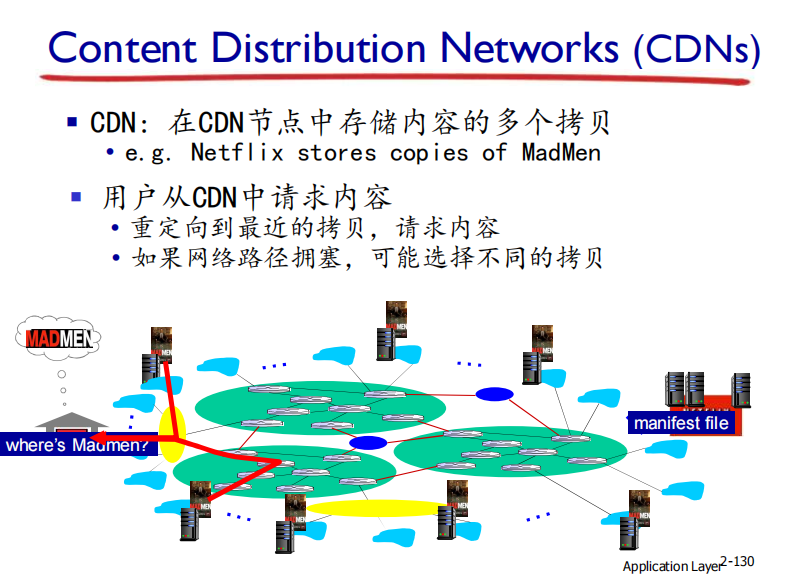 Content Distribution Networks (CDNs)
CDN: 在CDN节点中存储内容的多个拷贝
e.g. Netflix stores copies of MadMen
用户从CDN中请求内容
重定向到最近的拷贝，请求内容
如果网络路径拥塞，可能选择不同的拷贝
MADMEN
where's Madmen?
manifest file
Application Layer 2-130